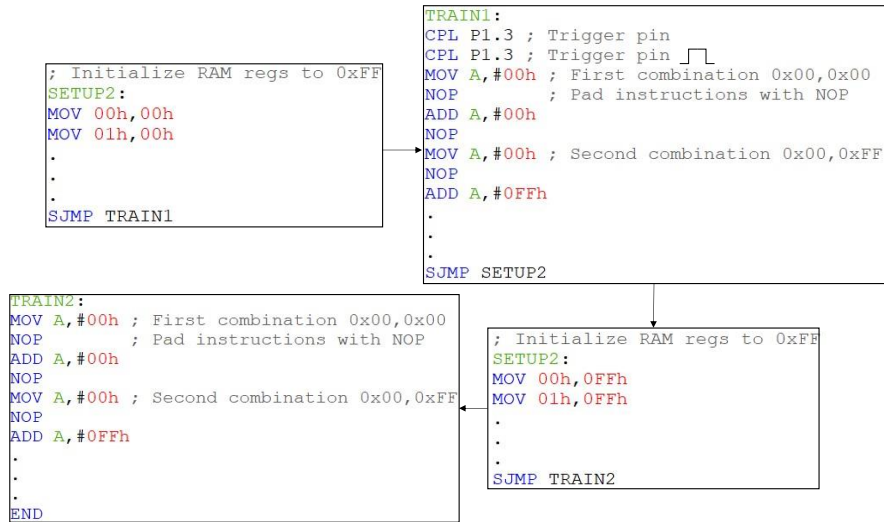 ; Initialize RAM regs to 0xFF
SETUP2:
MOV 00h,00h
MOV 01h,00h
.
.
.
SJMP TRAIN1
TRAIN1:
CPL P1.3 ; Trigger pin
CPL P1.3 ; Trigger pin
MOV A,#00h ; First combination 0x00,0x00
NOP ; Pad instructions with NOP
ADD A,#00h
NOP
MOV A,#00h ; Second combination 0x00,0xFF
NOP
ADD A,#0FFh
.
.
.
SJMP SETUP2
; Initialize RAM regs to 0xFF
SETUP2:
MOV 00h,0FFh
MOV 01h,0FFh
.
.
.
SJMP TRAIN2
TRAIN2:
MOV A,#00h ; First combination 0x00,0x00
NOP ; Pad instructions with NOP
ADD A,#00h
NOP
MOV A,#00h ; Second combination 0x00,0xFF
NOP
ADD A,#0FFh
.
.
.
END